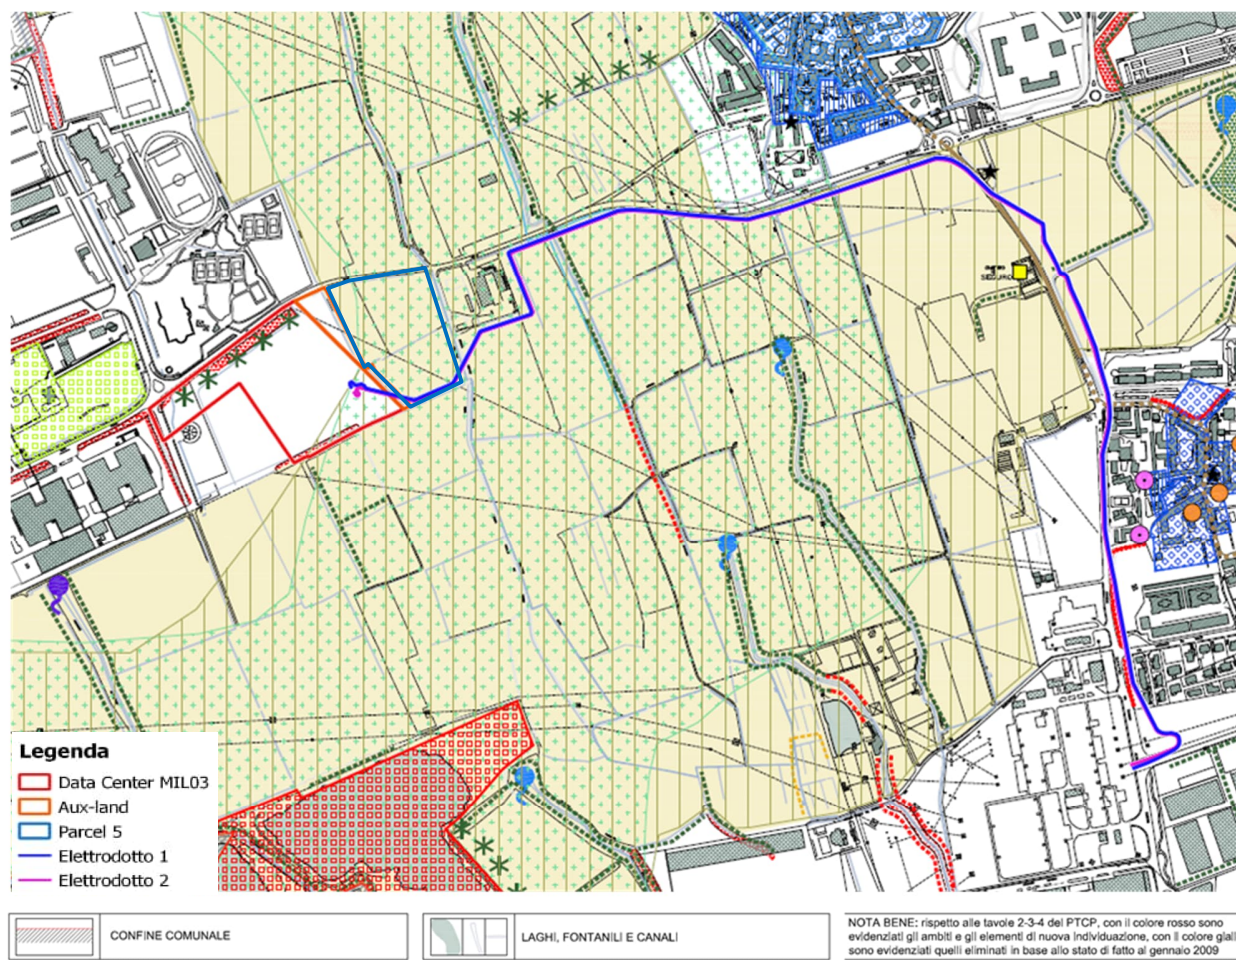 Legenda
Data Center MIL03
Aux-land
Parcel 5
Elettrodotto 1
Elettrodotto 2
CONFINE COMUNALE
LAGHI, FONTANILI E CANALI
NOTA BENE: rispetto alle tavole 2-3-4 del PTCP, con il colore rosso sono
evidenziati gli ambiti e gli elementi di nuova individuazione, con il colore giall
sono evidenziati quelli eliminati in base allo stato di fatto al gennaio 2009